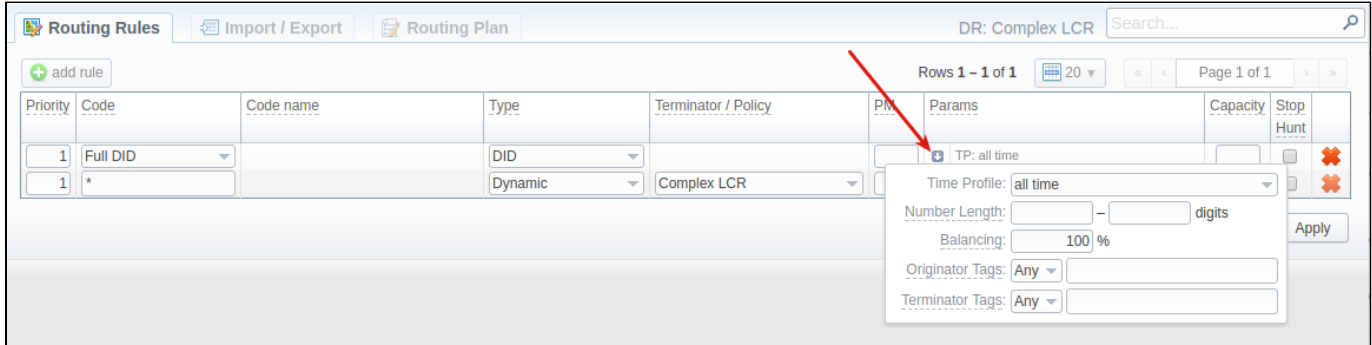 Routing Rules Import / Export Routing Plan DR: Complex LCR Search...
add rule Rows 1 – 1 of 1 20 « ‹ Page 1 of 1 › »
Priority Code Code name Type Terminator / Policy PM Params Capacity Stop
Hunt
1 Full DID DID TP: all time
1 * Dynamic Complex LCR
Time Profile: all time
Number Length: – digits
Balancing: 100 %
Apply
Originator Tags: Any
Terminator Tags: Any